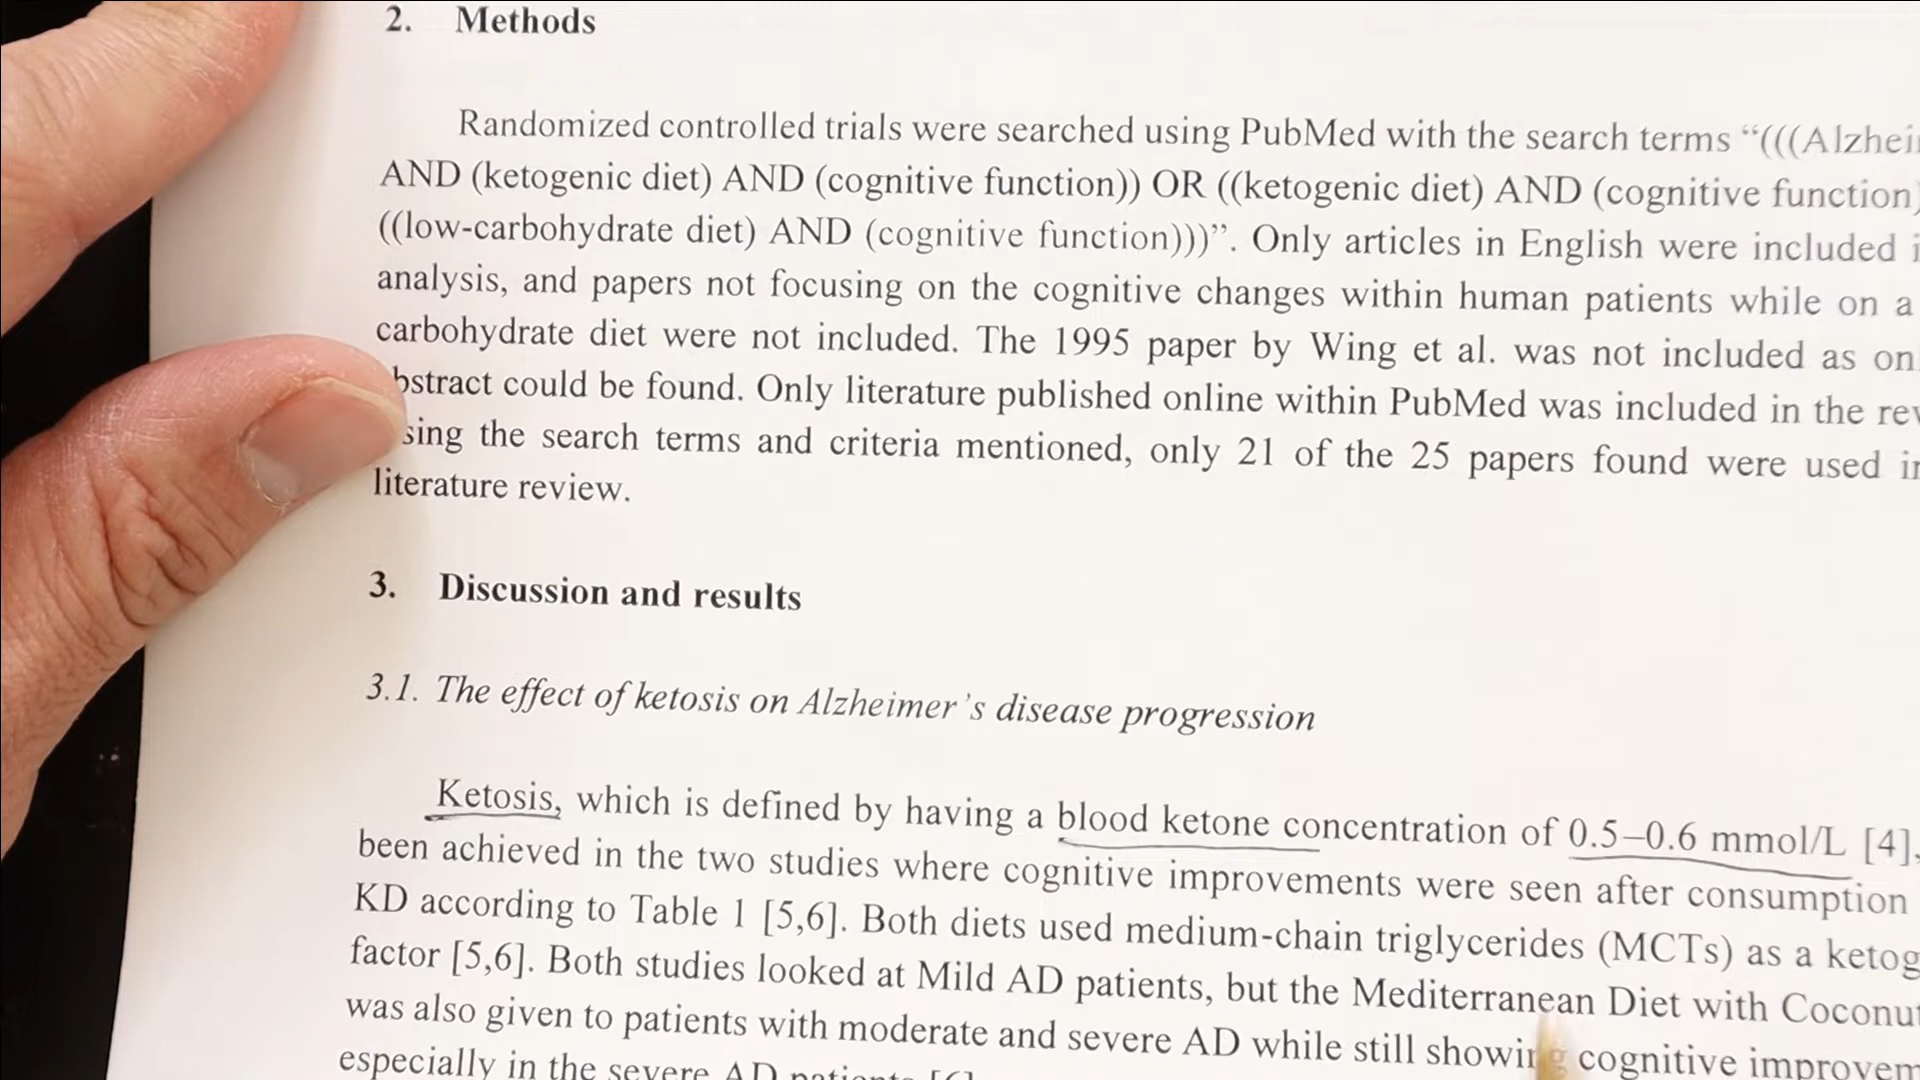 2. Methods
Randomized controlled trials were searched using PubMed with the search terms “(((
AND (ketogenic diet) AND (cognitive function)) OR ((ketogenic diet) AND (cognitive function)
((low-carbohydrate diet) AND (cognitive function)))”. Only articles in English were included
analysis, and papers not focusing on the cognitive changes within human patients while on a
carbohydrate diet were not included. The 1995 paper by Wing et al. was not included as
could be found. Only literature published online within PubMed was included in the
the search terms and criteria mentioned, only 21 of the 25 papers found were used
literature review.
3. Discussion and results
3.1. The effect of ketosis on Alzheimer’s disease progression
Ketosis, which is defined by having a blood ketone concentration of 0.5–0.6 mmol/L [4],
been achieved in the two studies where cognitive improvements were seen after consumption
KD according to Table 1 [5,6]. Both diets used medium-chain triglycerides (MCTs) as a
factor [5,6]. Both studies looked at Mild AD patients, but the Mediterranean Diet with
was also given to patients with moderate and severe AD while still cognitive
especially in the severe AD patients